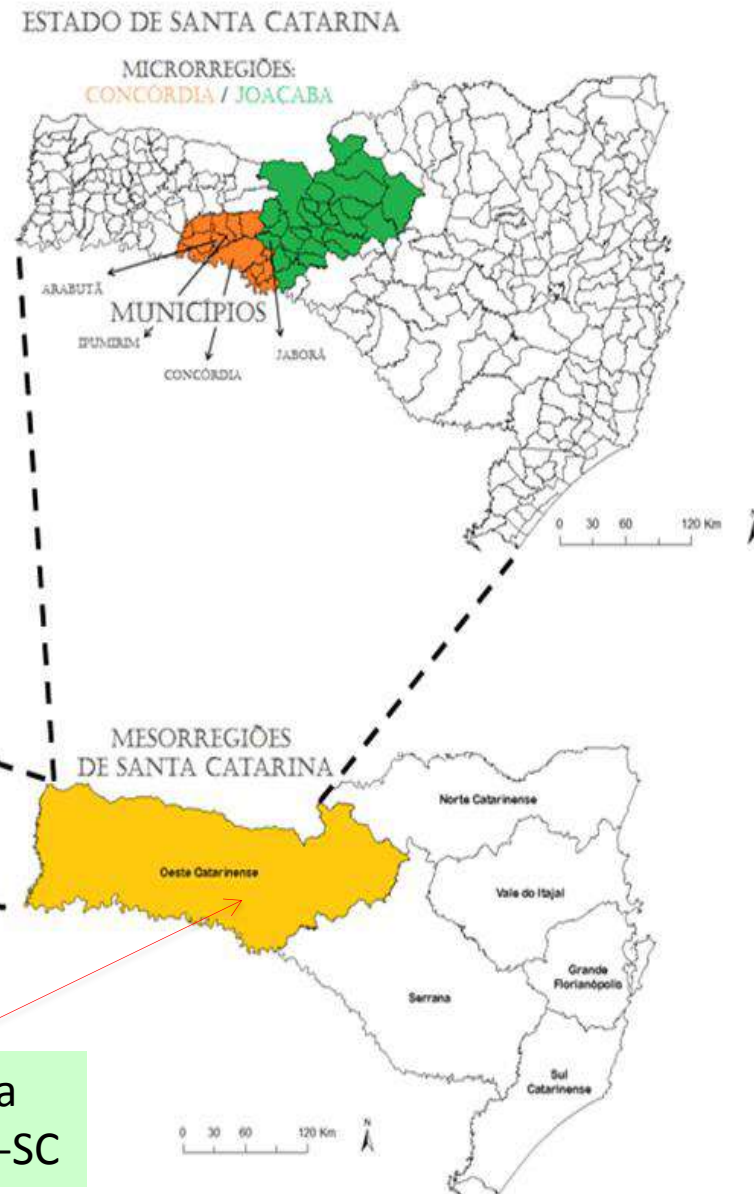 ESTADO DE SANTA CATARINA
MICRORREGIÕES:
CONCÓRDIA / JOAÇABA
ARABUTÃ
MUNICÍPIOS
IPUMIRIM
JABORÁ
CONCÓRDIA
0 30 60 120 Km
N
MESORREGIÕES
DE SANTA CATARINA
Norte Catarinense
Oeste Catarinense
Vale do Itajaí
Grande
Florianópolis
Serrana
Sul
Catarinense
a
-SC
0 30 60 120 Km
N